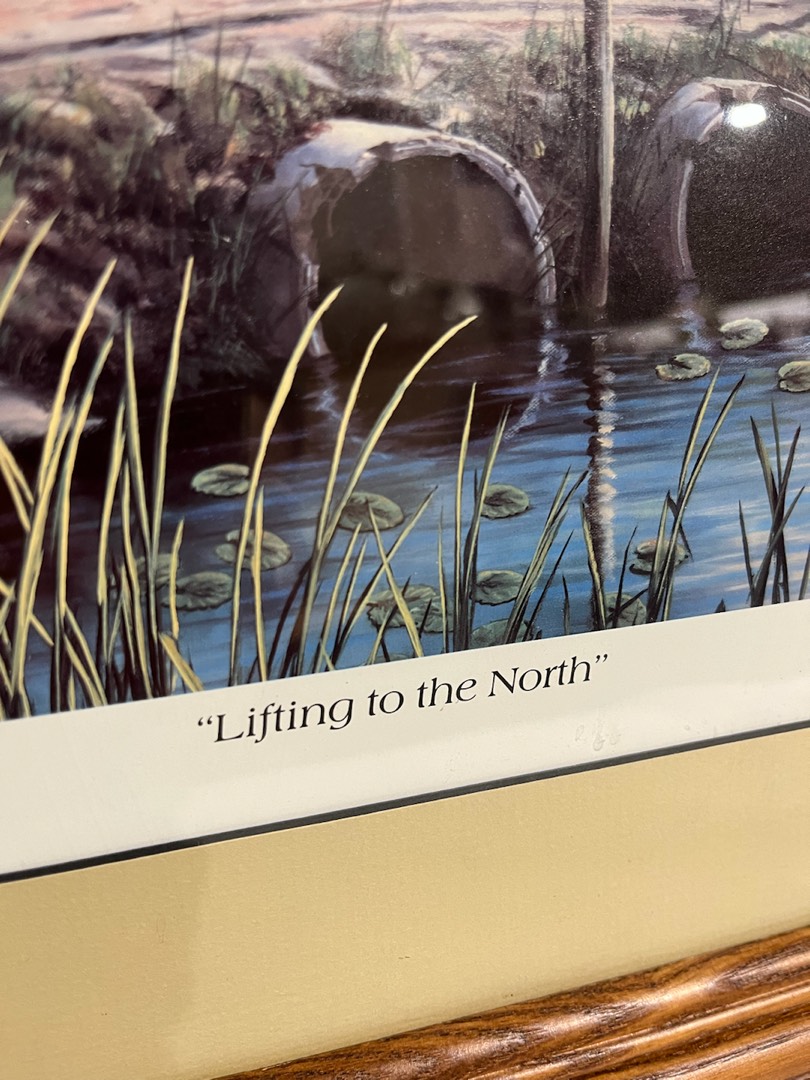 “Lifting to the North”